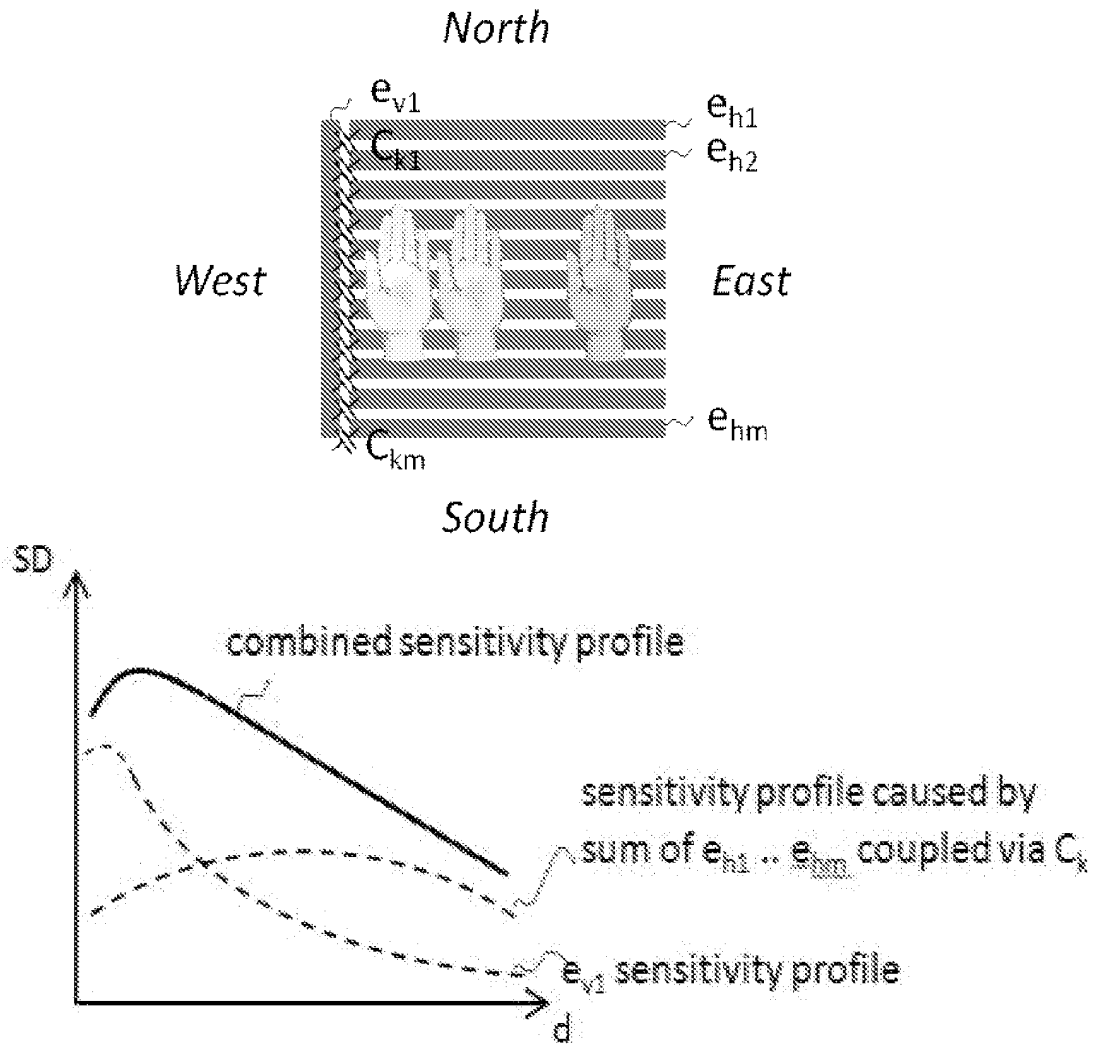 North
e_v1
e_h1
C_k1
e_h2
West
East
e_hm
C_km
South
SD
combined sensitivity profile
sensitivity profile caused by
sum of e_h1 .. e_hm coupled via C_k
e_v1 sensitivity profile
d